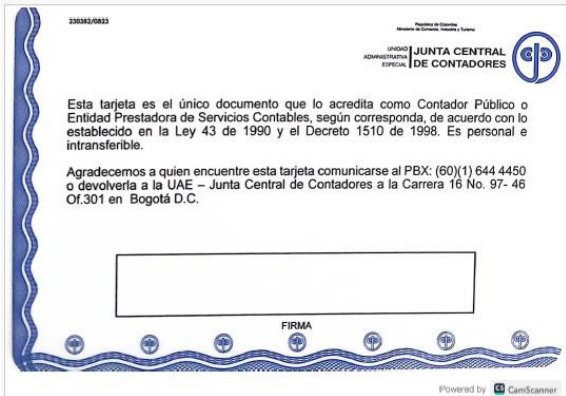 230382/0823
República de Colombia
Ministerio de Comercio, Industria y Turismo
UNIDAD
ADMINISTRATIVA
ESPECIAL
JUNTA CENTRAL
DE CONTADORES
Esta tarjeta es el único documento que lo acredita como Contador Público o
Entidad Prestadora de Servicios Contables, según corresponda, de acuerdo con lo
establecido en la Ley 43 de 1990 y el Decreto 1510 de 1998. Es personal e
intransferible.
Agradecemos a quien encuentre esta tarjeta comunicarse al PBX: (60)(1) 644 4450
o devolverla a la UAE – Junta Central de Contadores a la Carrera 16 No. 97- 46
Of.301 en Bogotá D.C.
FIRMA
Powered by CS CamScanner